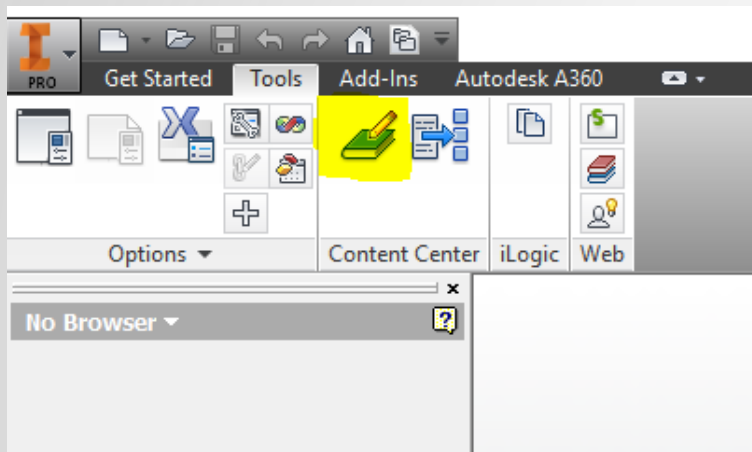 PRO
Get Started Tools Add-Ins Autodesk A360
Options Content Center iLogic Web
No Browser